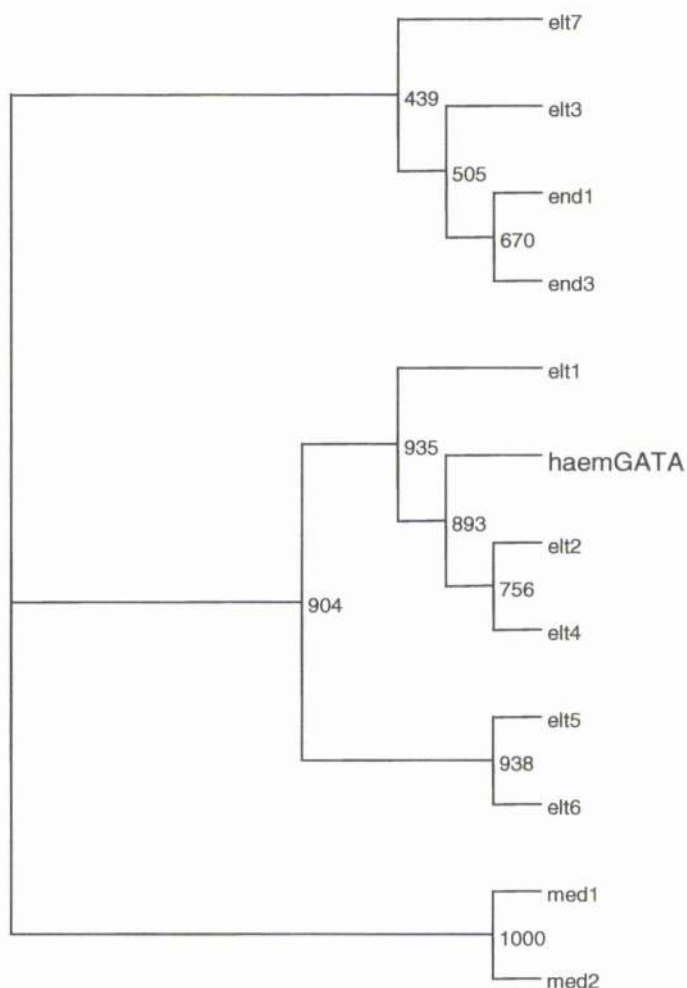 elt7
439
elt3
505
end1
670
end3
elt1
935
haemGATA
893
elt2
756
elt4
904
elt5
938
elt6
med1
1000
med2